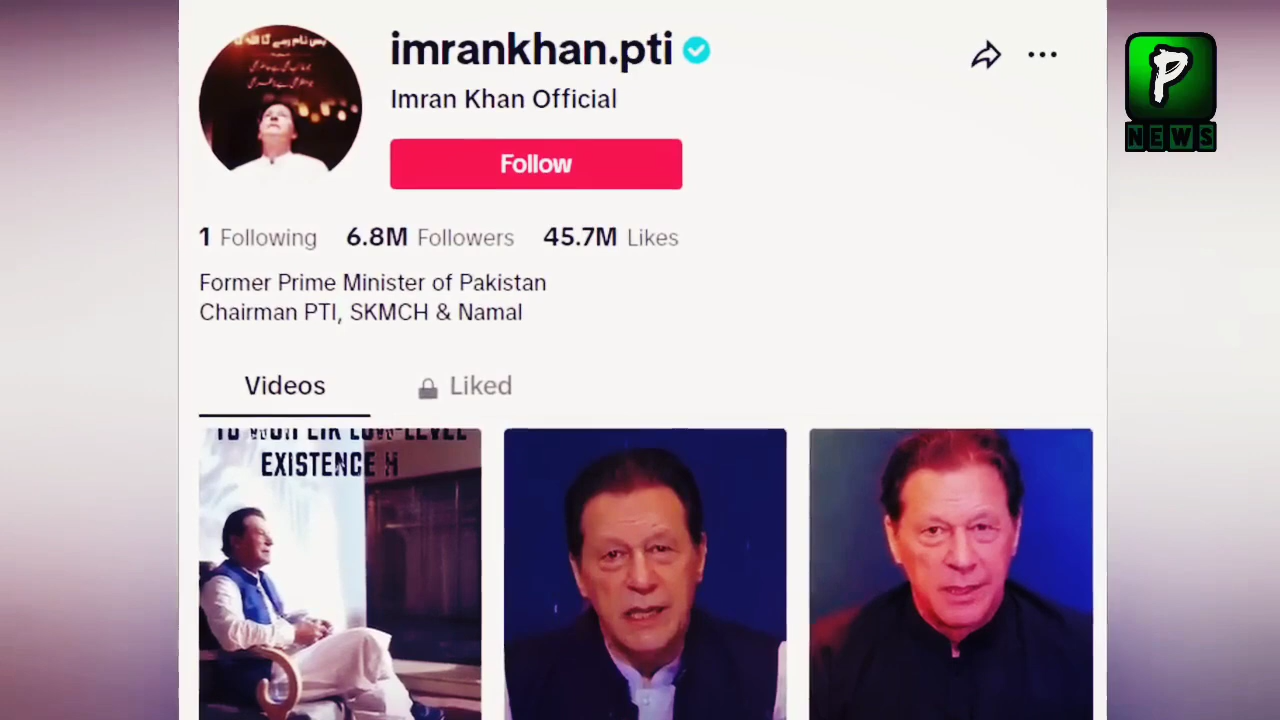 imrankhan.pti
Imran Khan Official
Follow
1 Following 6.8M Followers 45.7M Likes
Former Prime Minister of Pakistan
Chairman PTI, SKMCH & Namal
Videos Liked
EXISTENCE H
P
NEWS